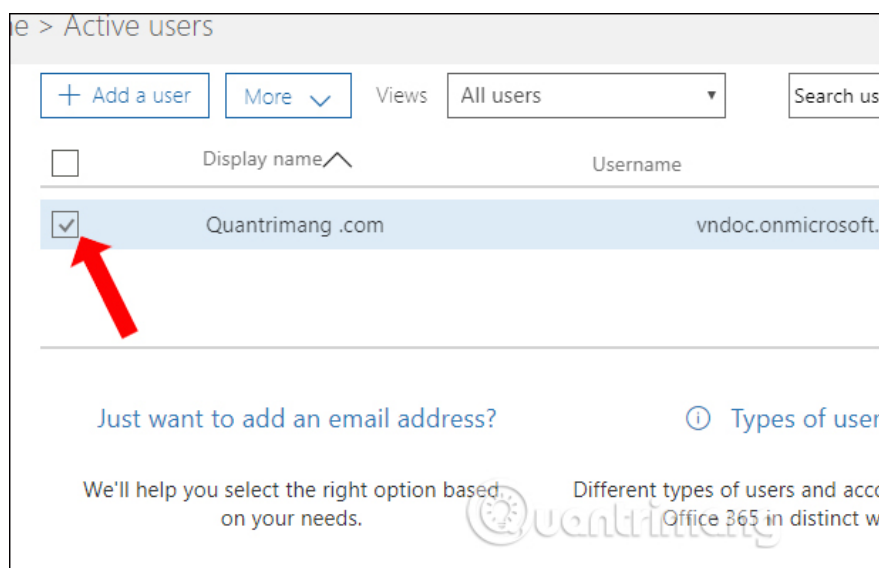 > Active users
Add a user More Views All users Search us
Display name Username
Quantrimang .com vndoc.onmicrosoft.
Just want to add an email address? Types of user
We'll help you select the right option based Different types of users and acco
on your needs. Office 365 in distinct w
Quantrimang